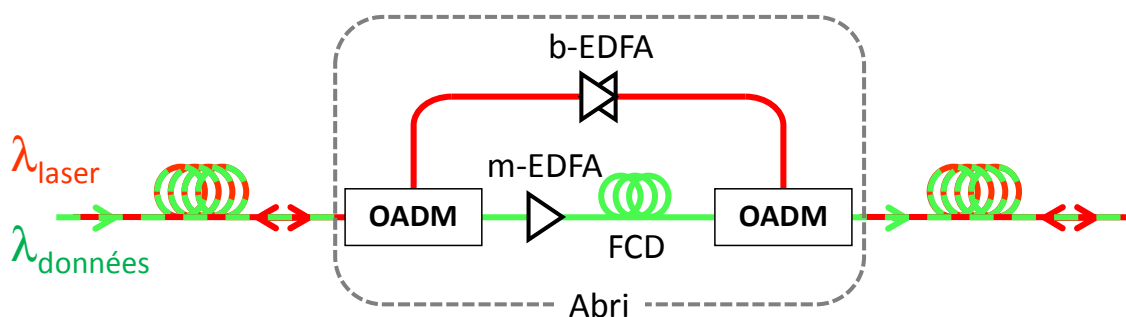 b-EDFA
λlaser
m-EDFA
OADM
OADM
FCD
λdonnées
Abri